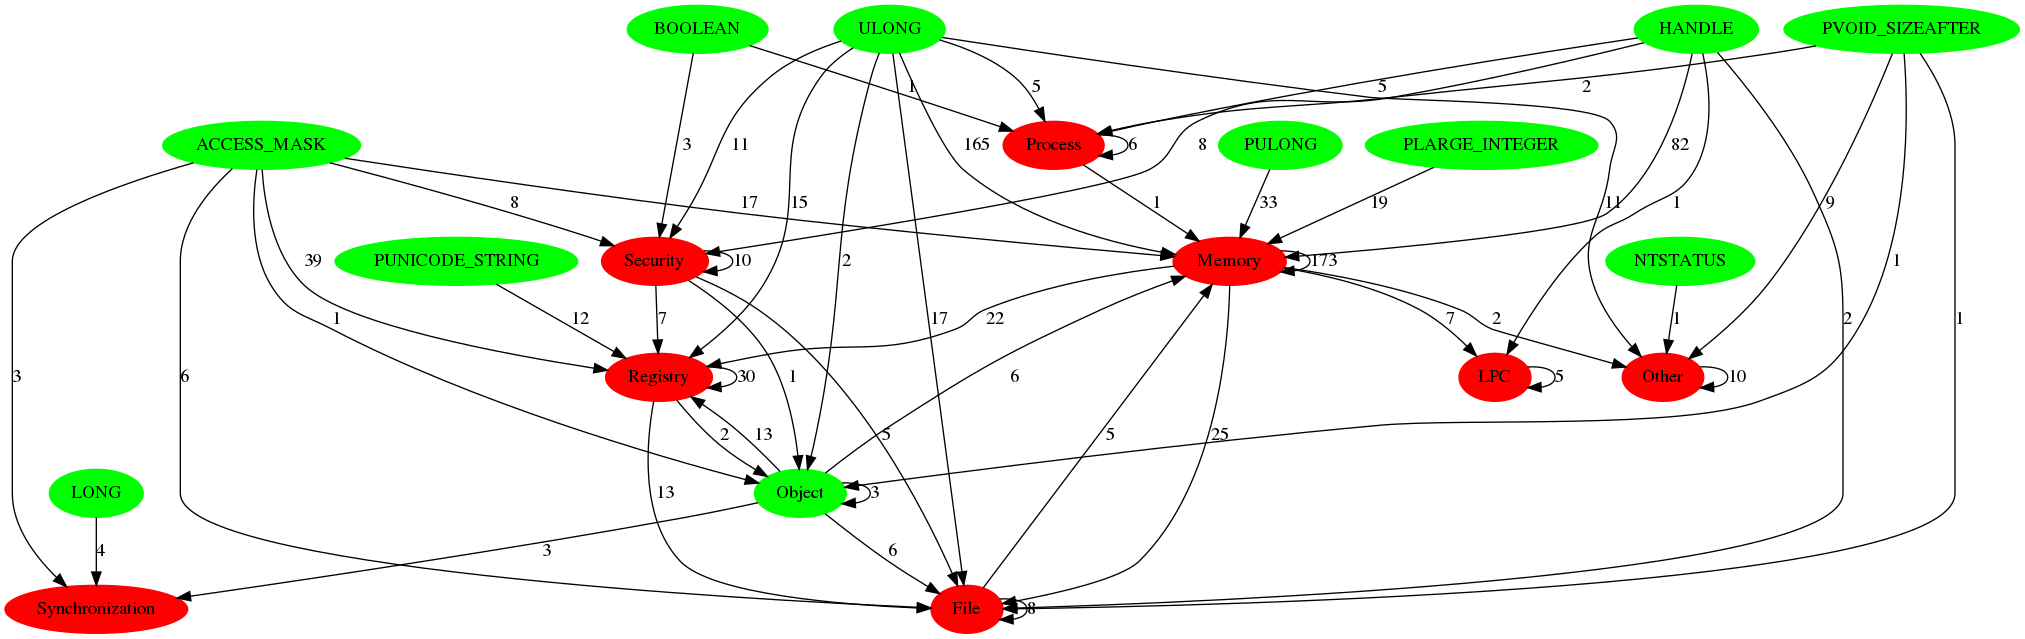 BOOLEAN
ULONG
HANDLE
PVOID_SIZEAFTER
1
5
5
2
ACCESS_MASK
3
11
165
Process
6
8
PULONG
PLARGE_INTEGER
82
8
17
15
1
33
19
1
11
9
PUNICODE_STRING
Security
10
2
Memory
173
NTSTATUS
1
39
1
12
7
17
22
7
2
1
2
1
3
6
Registry
30
1
6
LPC
5
Other
10
2
13
5
5
25
LONG
13
Object
3
4
3
6
Synchronization
File
8